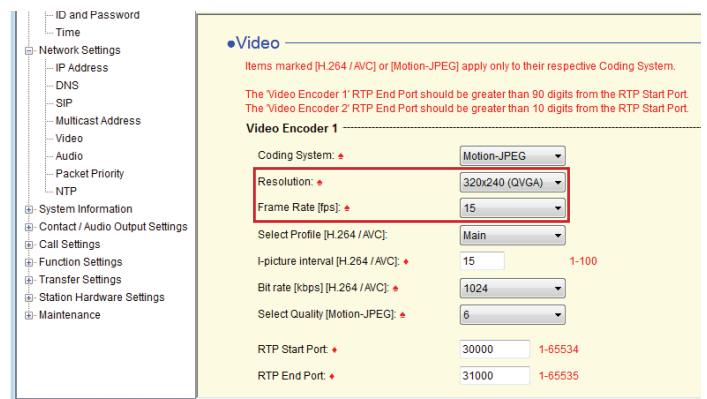 ID and Password
Time
Network Settings
IP Address
DNS
SIP
Multicast Address
Video
Audio
Packet Priority
NTP
System Information
Contact / Audio Output Settings
Call Settings
Function Settings
Transfer Settings
Station Hardware Settings
Maintenance
●Video
Items marked [H.264 / AVC] or [Motion-JPEG] apply only to their respective Coding System.
The 'Video Encoder 1' RTP End Port should be greater than 90 digits from the RTP Start Port.
The 'Video Encoder 2' RTP End Port should be greater than 10 digits from the RTP Start Port.
Video Encoder 1
Coding System: Motion-JPEG
Resolution: 320x240 (QVGA)
Frame Rate [fps]: 15
Select Profile [H.264 / AVC]: Main
I-picture interval [H.264 / AVC]: 15 1-100
Bit rate [kbps] [H.264 / AVC]: 1024
Select Quality [Motion-JPEG]: 6
RTP Start Port: 30000 1-65534
RTP End Port: 31000 1-65535